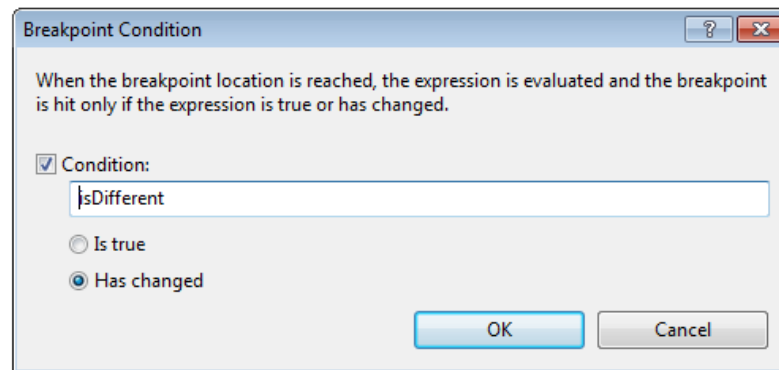 Breakpoint Condition
When the breakpoint location is reached, the expression is evaluated and the breakpoint
is hit only if the expression is true or has changed.
Condition:
isDifferent
Is true
Has changed
OK Cancel